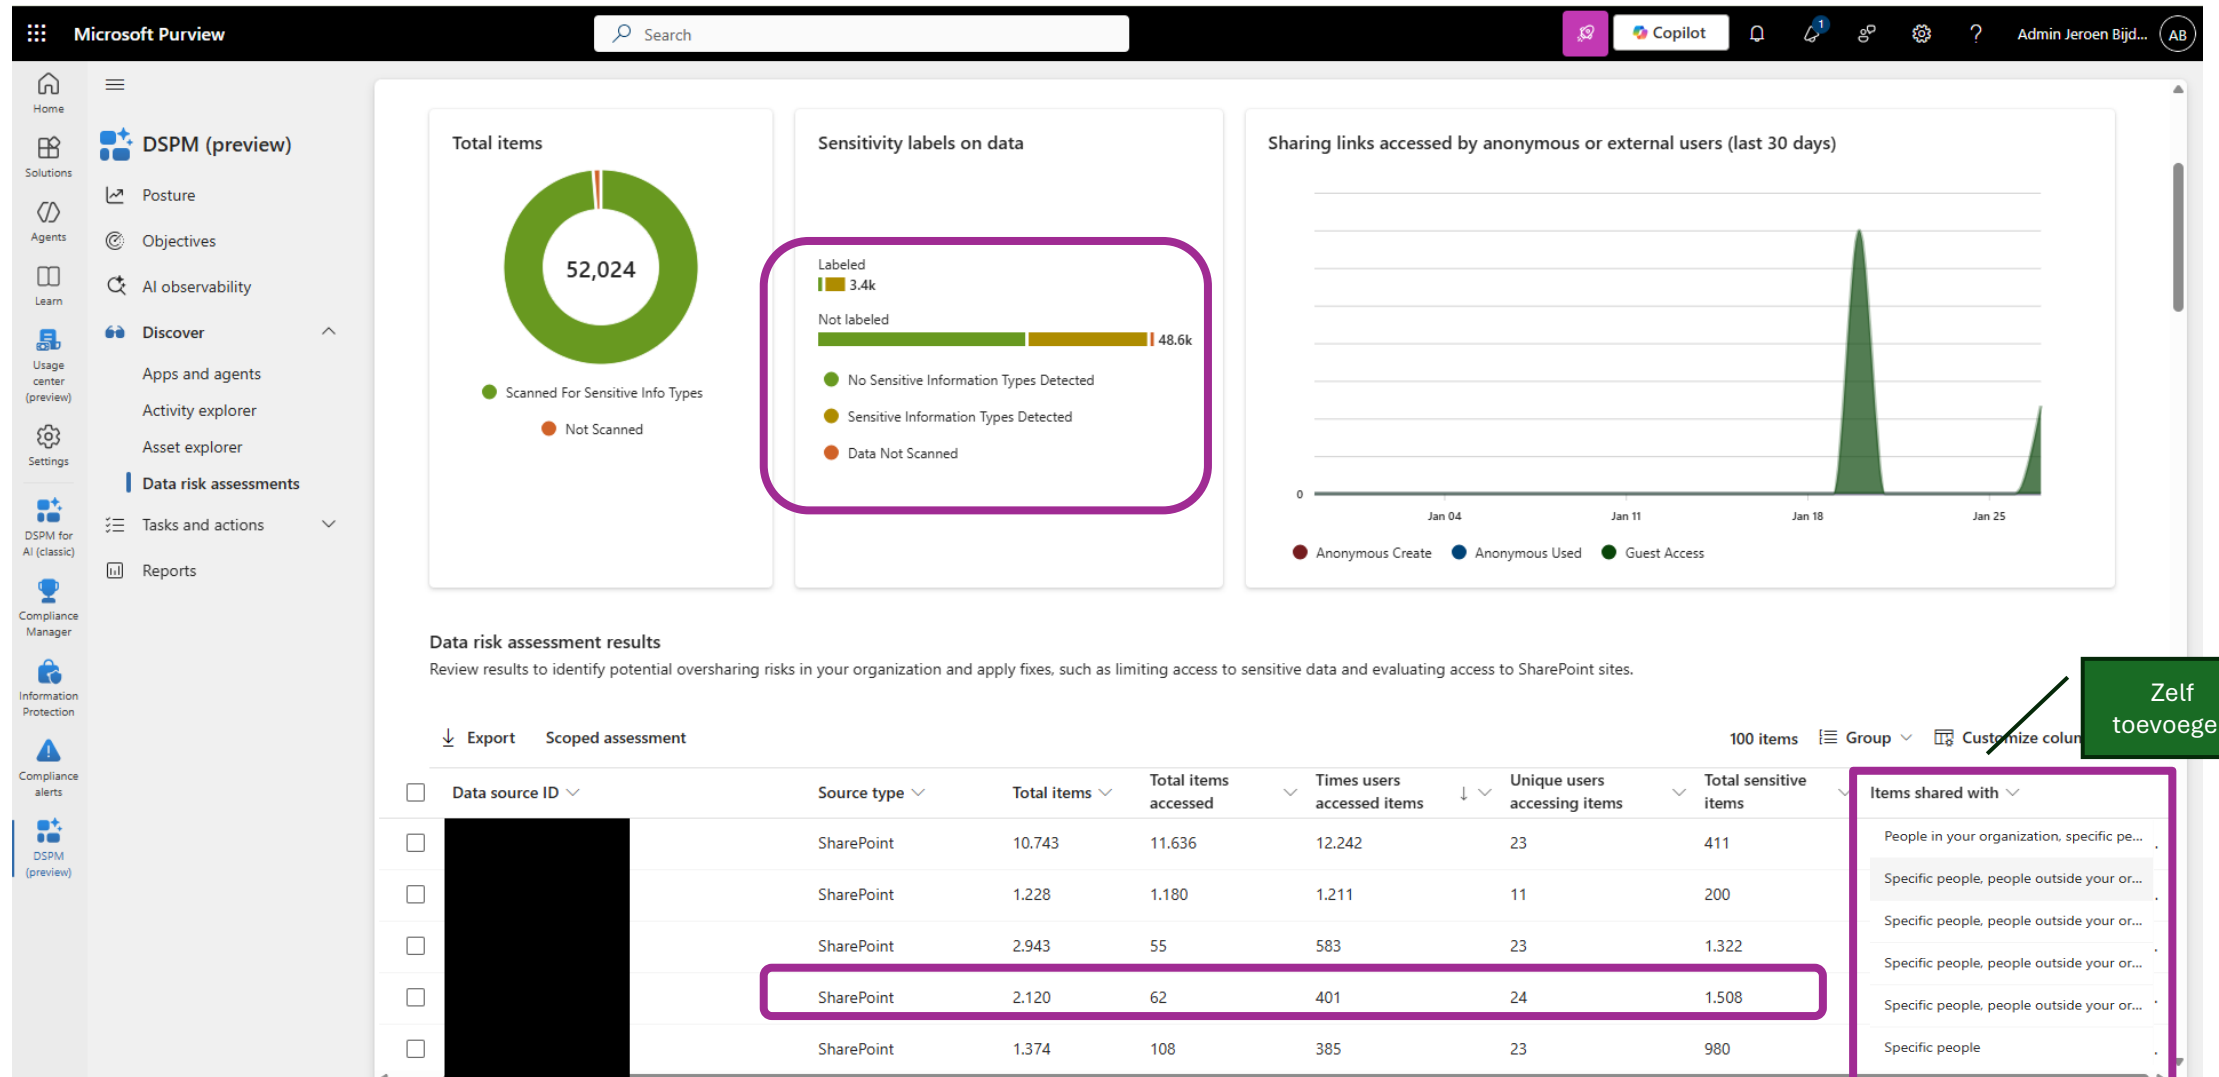 Microsoft Purview
Search
Copilot
1
Admin Jeroen Bijd...
AB
Home
Solutions
Agents
Learn
Usage
center
(preview)
Settings
DSPM for
AI (classic)
Compliance
Manager
Information
Protection
Compliance
alerts
DSPM
(preview)
DSPM (preview)
Posture
Objectives
AI observability
Discover
Apps and agents
Activity explorer
Asset explorer
Data risk assessments
Tasks and actions
Reports
Total items
52,024
Scanned For Sensitive Info Types
Not Scanned
Sensitivity labels on data
Labeled
3.4k
Not labeled
48.6k
No Sensitive Information Types Detected
Sensitive Information Types Detected
Data Not Scanned
Sharing links accessed by anonymous or external users (last 30 days)
0
Jan 04 Jan 11 Jan 18 Jan 25
Anonymous Create Anonymous Used Guest Access
Data risk assessment results
Review results to identify potential oversharing risks in your organization and apply fixes, such as limiting access to sensitive data and evaluating access to SharePoint sites.
Zelf
toevoege
Export Scoped assessment 100 items Group Customize colun
Data source ID Source type Total items Total items accessed Times users accessed items Unique users accessing items Total sensitive items Items shared with
SharePoint 10.743 11.636 12.242 23 411 People in your organization, specific pe...
SharePoint 1.228 1.180 1.211 11 200 Specific people, people outside your or...
Specific people, people outside your or...
SharePoint 2.943 55 583 23 1.322 Specific people, people outside your or...
SharePoint 2.120 62 401 24 1.508 Specific people, people outside your or...
SharePoint 1.374 108 385 23 980 Specific people